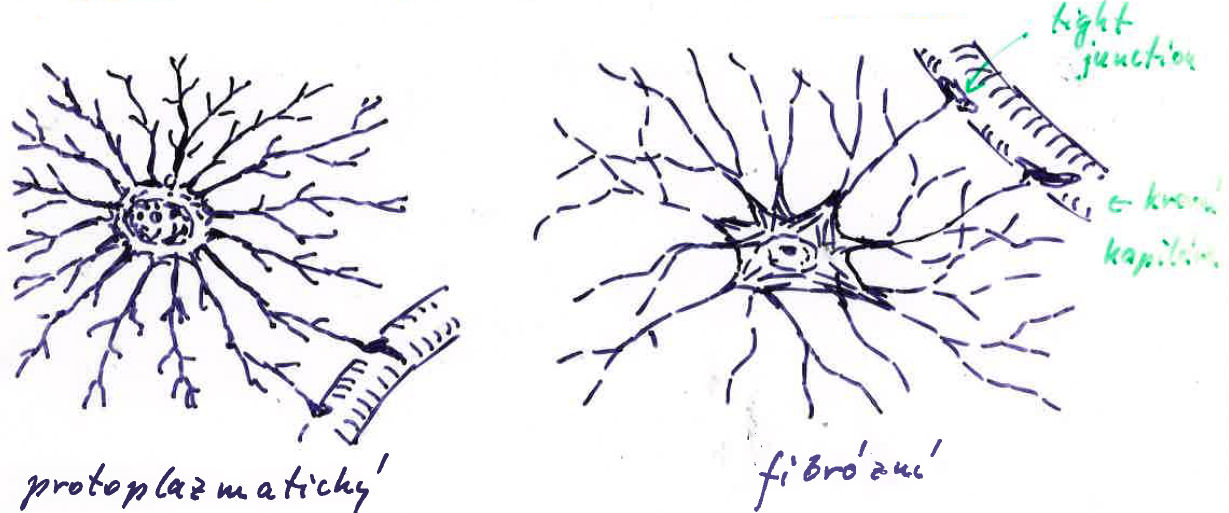 tight
junction
← krevní
kapilára
protoplazmatický
fibrózní